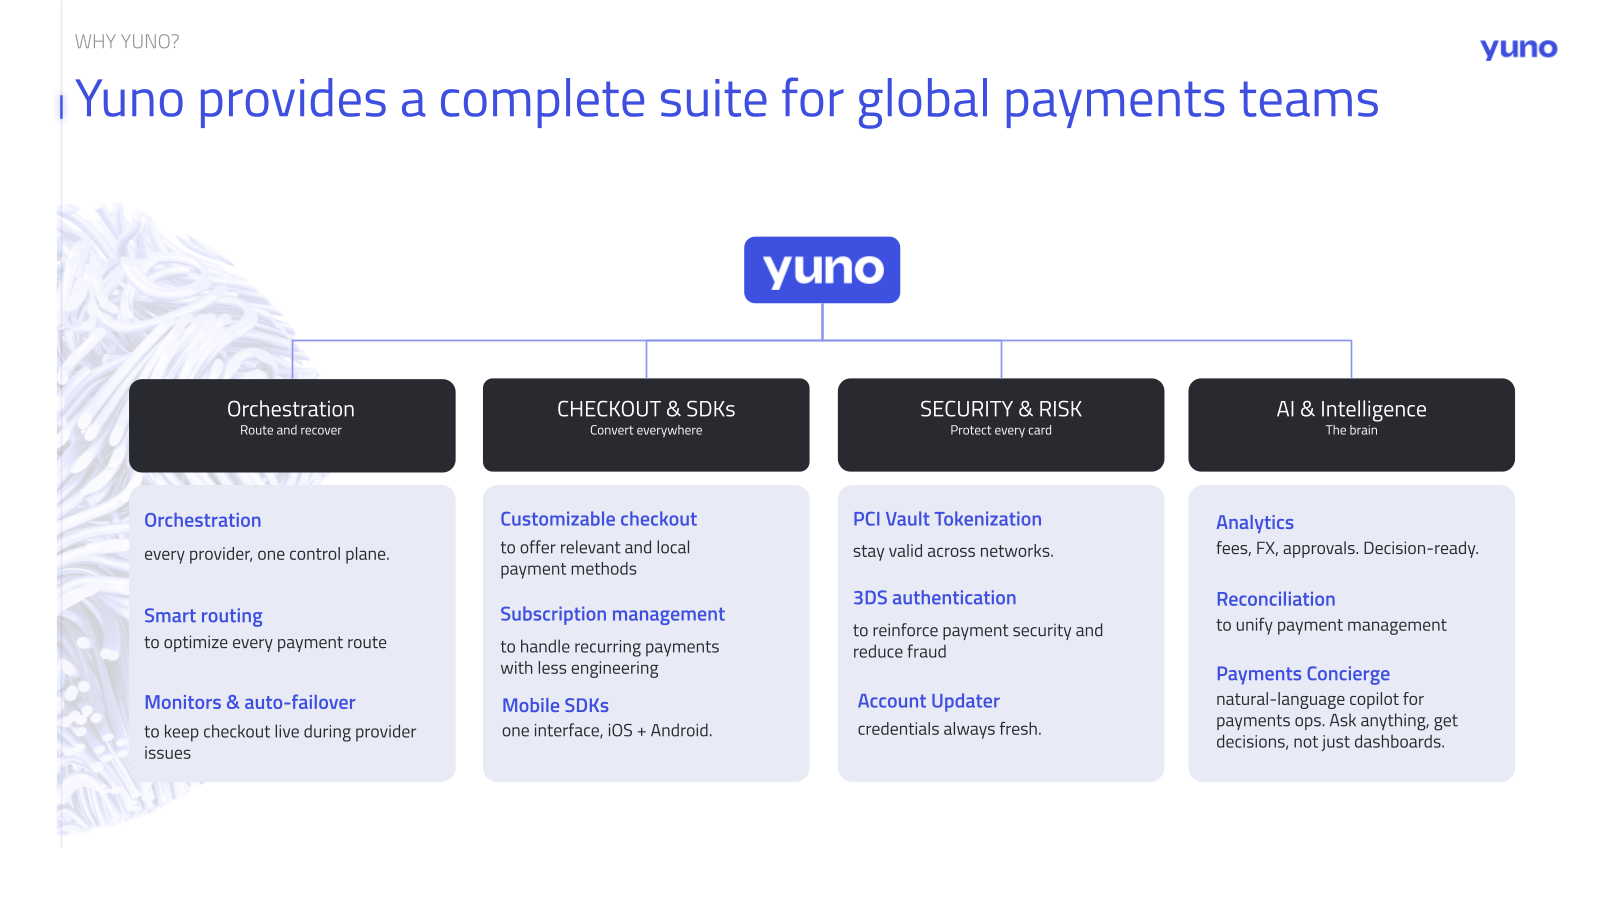 WHY YUNO?
yuno
Yuno provides a complete suite for global payments teams
yuno
Orchestration
Route and recover
CHECKOUT & SDKs
Convert everywhere
SECURITY & RISK
Protect every card
AI & Intelligence
The brain
Orchestration
every provider, one control plane.
Smart routing
to optimize every payment route
Monitors & auto-failover
to keep checkout live during provider
issues
Customizable checkout
to offer relevant and local
payment methods
Subscription management
to handle recurring payments
with less engineering
Mobile SDKs
one interface, iOS + Android.
PCI Vault Tokenization
stay valid across networks.
3DS authentication
to reinforce payment security and
reduce fraud
Account Updater
credentials always fresh.
Analytics
fees, FX, approvals. Decision-ready.
Reconciliation
to unify payment management
Payments Concierge
natural-language copilot for
payments ops. Ask anything, get
decisions, not just dashboards.